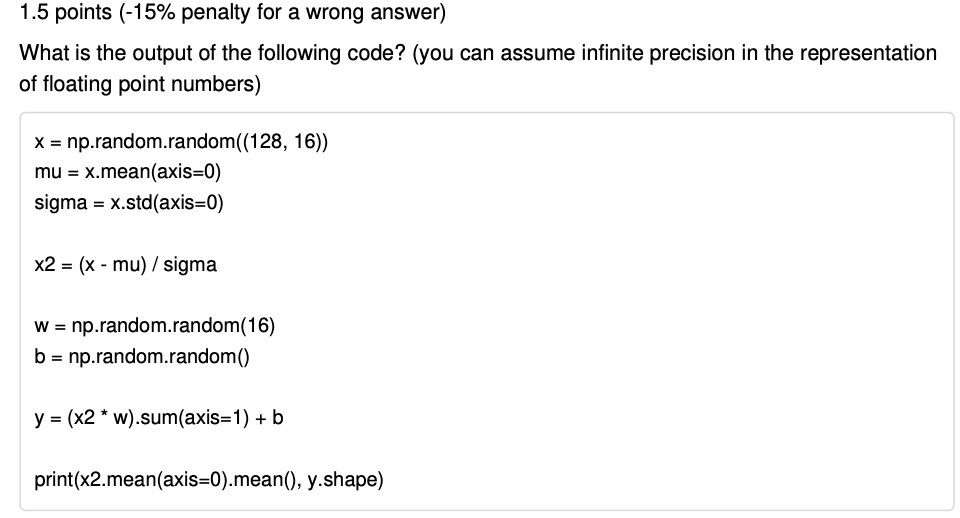 1.5 points (-15% penalty for a wrong answer)
What is the output of the following code? (you can assume infinite precision in the representation
of floating point numbers)
x = np.random.random((128, 16))
mu = x.mean(axis=0)
sigma = x.std(axis=0)
x2 = (x - mu) / sigma
w = np.random.random(16)
b = np.random.random()
y = (x2 * w).sum(axis=1) + b
print(x2.mean(axis=0).mean(), y.shape)